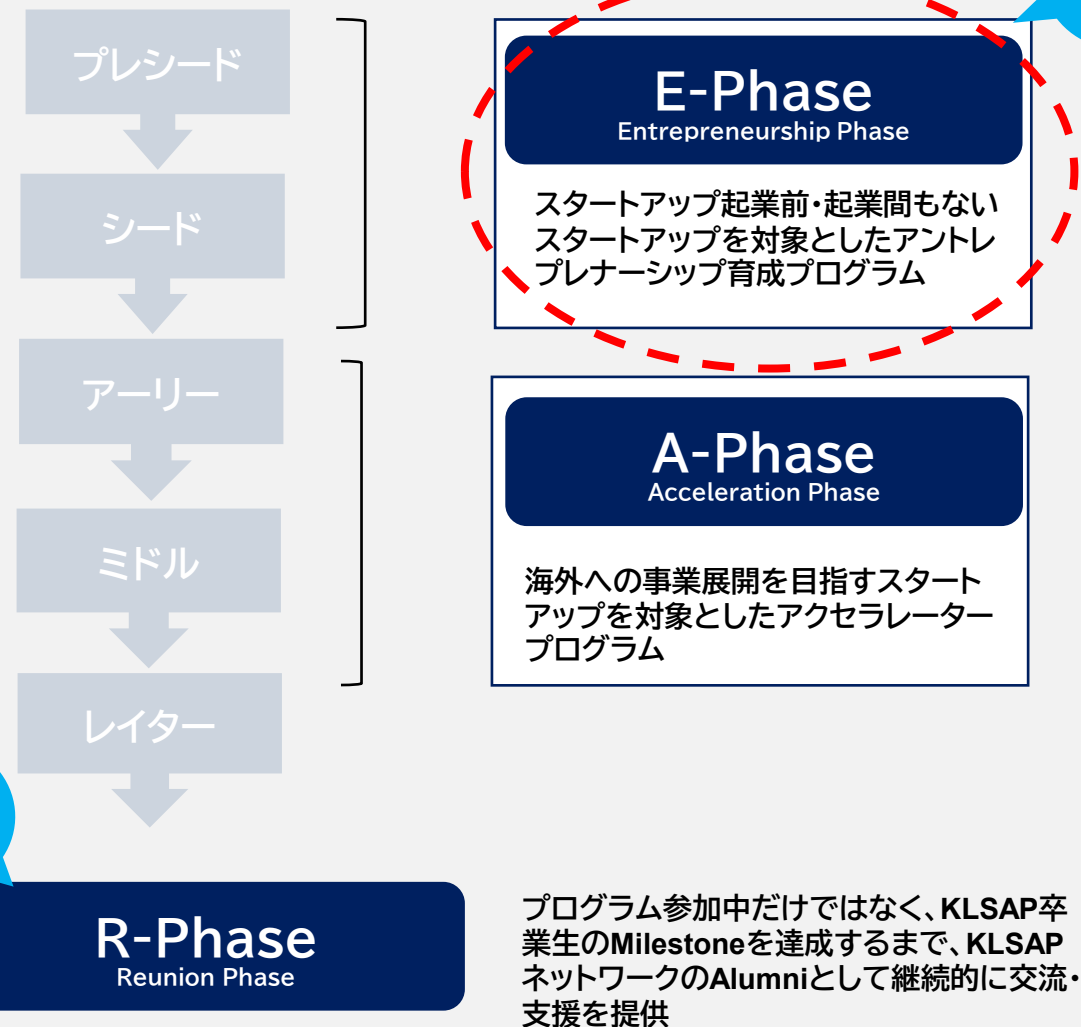 プレシード
シード
アーリー
ミドル
レイター
E-Phase
Entrepreneurship Phase
スタートアップ起業前・起業間もない
スタートアップを対象としたアントレ
プレナーシップ育成プログラム
A-Phase
Acceleration Phase
海外への事業展開を目指すスタート
アップを対象としたアクセラレーター
プログラム
R-Phase
Reunion Phase
プログラム参加中だけではなく、KLSAP卒
業生のMilestoneを達成するまで、KLSAP
ネットワークのAlumniとして継続的に交流・
支援を提供